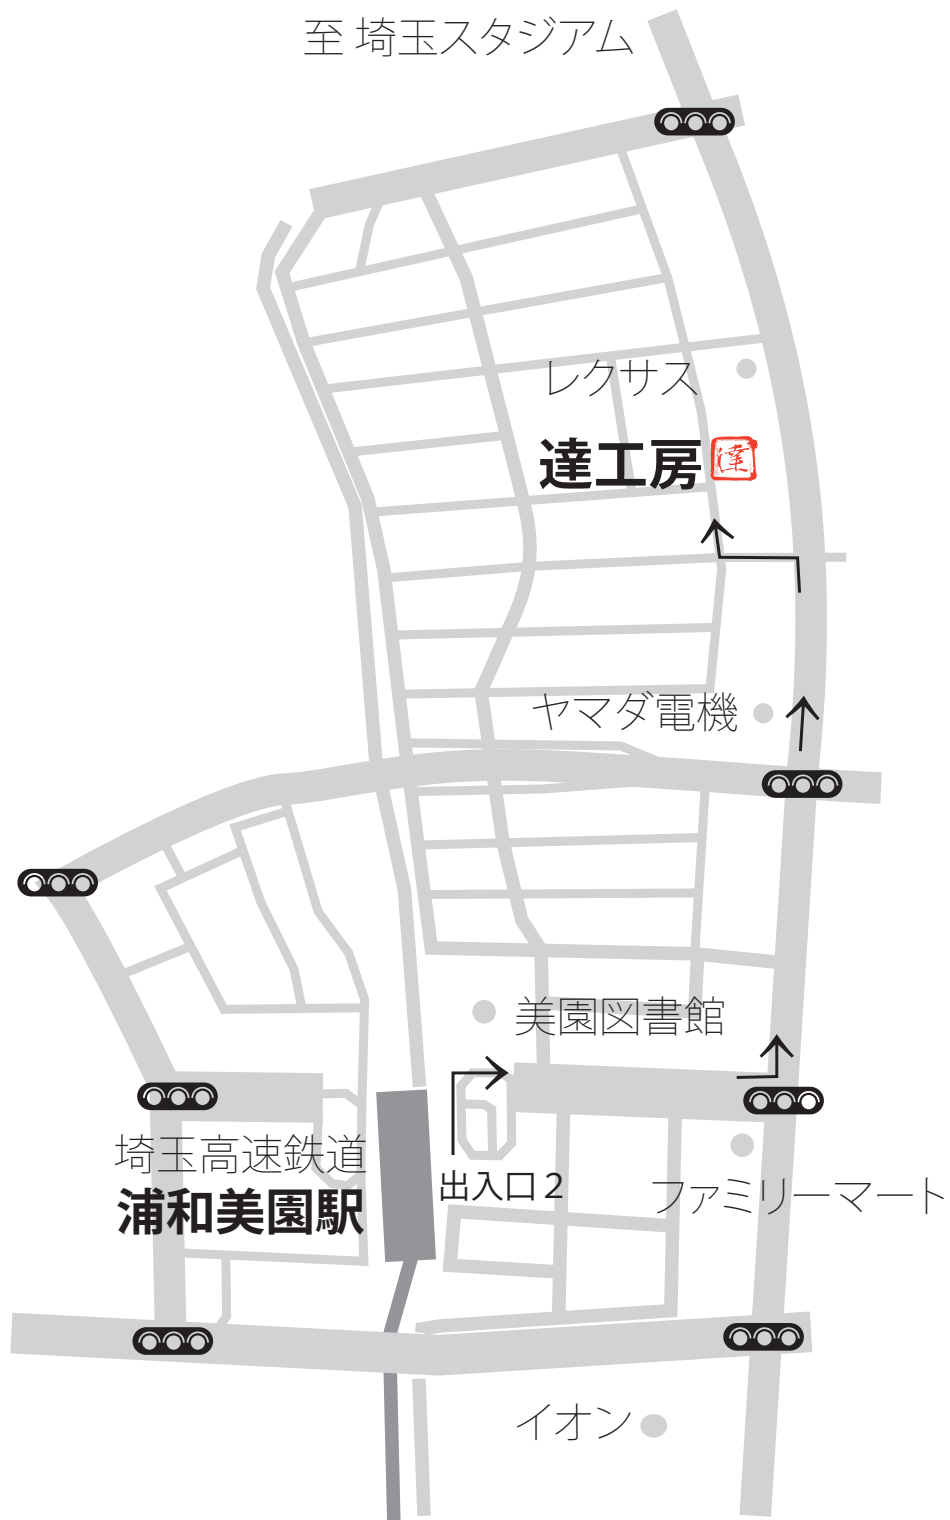 至 埼玉スタジアム
レクサス
達工房 達
ヤマダ電機
美園図書館
埼玉高速鉄道
浦和美園駅
出入口 2
ファミリーマート
イオン